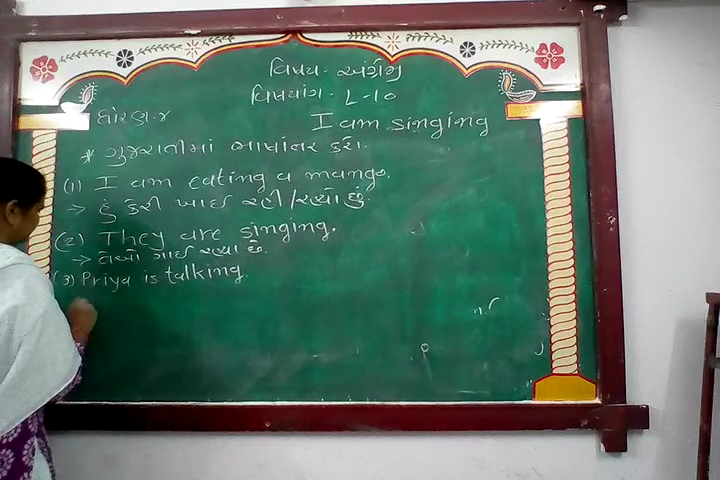 વિષય - અંગ્રેજી
વિષયાંગ - L-10
ધોરણ - ૪
I am singing
* ગુજરાતીમાં ભાષાંતર કરો.
(1) I am eating a mango.
→ હું કેરી ખાઈ રહી/રહ્યો છું.
(2) They are singing.
→ તેઓ ગાઈ રહ્યા છે.
(3) Priya is talking.